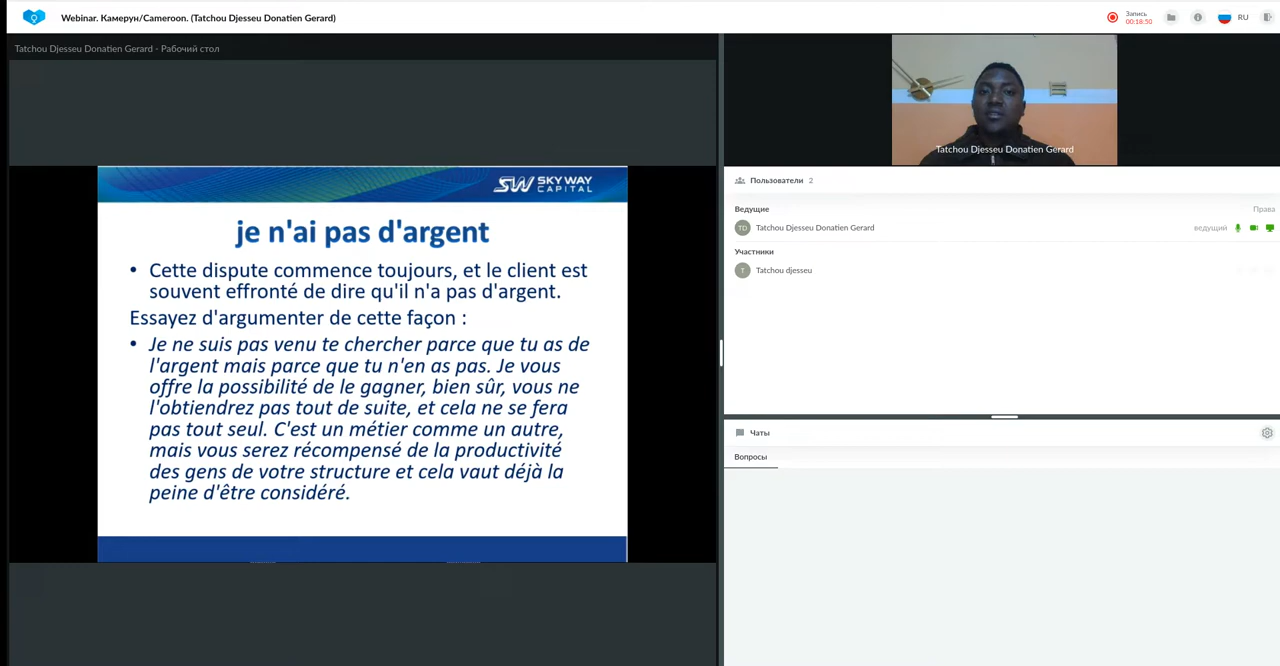 Webinar. Камерун/Cameroon. (Tatchou Djesseu Donatien Gerard)
Запись
00:18:50
RU
Tatchou Djesseu Donatien Gerard - Рабочий стол
SW SKY WAY
CAPITAL
je n'ai pas d'argent
• Cette dispute commence toujours, et le client est
souvent effronté de dire qu'il n'a pas d'argent.
Essayez d'argumenter de cette façon :
• Je ne suis pas venu te chercher parce que tu as de
l'argent mais parce que tu n'en as pas. Je vous
offre la possibilité de le gagner, bien sûr, vous ne
l'obtiendrez pas tout de suite, et cela ne se fera
pas tout seul. C'est un métier comme un autre,
mais vous serez récompensé de la productivité
des gens de votre structure et cela vaut déjà la
peine d'être considéré.
Tatchou Djesseu Donatien Gerard
Пользователи 2
Ведущие Права
TD Tatchou Djesseu Donatien Gerard ведущий
Участники
T Tatchou djesseu
Чаты
Вопросы